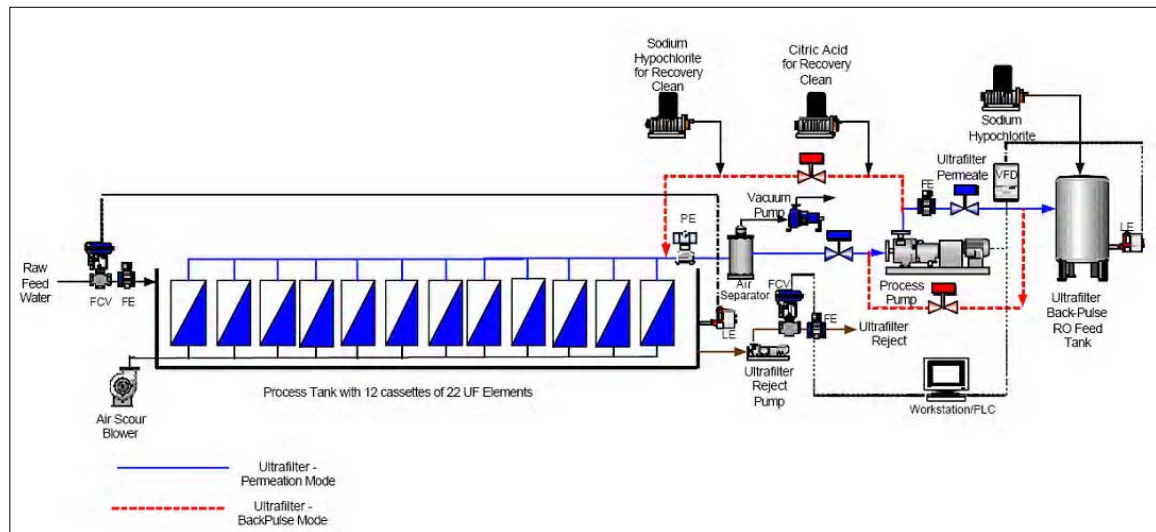 Sodium
Hypochlorite
for Recovery
Clean
Citric Acid
for Recovery
Clean
Sodium
Hypochlorite
Ultrafilter
Permeate
FE
VFD
LE
Vacuum
Pump
PE
Raw
Feed
Water
FCV
FE
Air
Separator
FCV
FE
Process
Pump
Ultrafilter
Back-Pulse
RO Feed
Tank
LE
Ultrafilter
Reject
Ultrafilter
Reject
Pump
Workstation/PLC
Process Tank with 12 cassettes of 22 UF Elements
Air Scour
Blower
Ultrafilter -
Permeation Mode
Ultrafilter -
BackPulse Mode